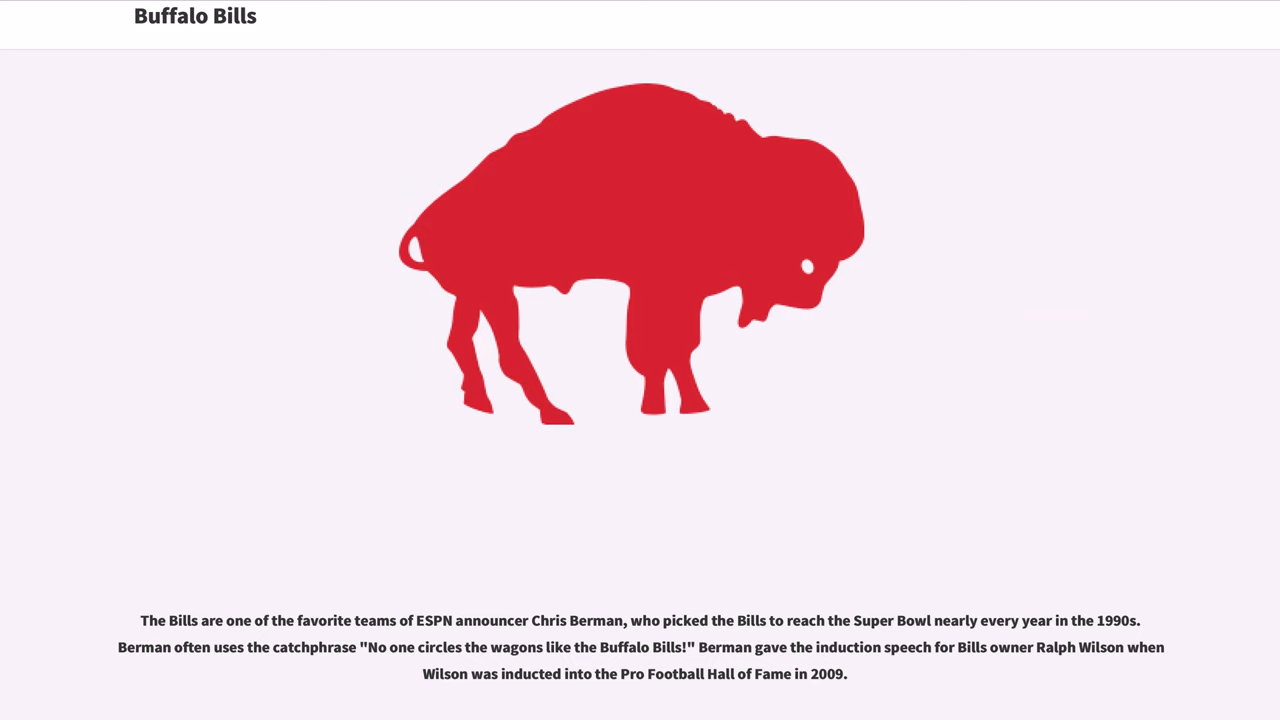 Buffalo Bills
The Bills are one of the favorite teams of ESPN announcer Chris Berman, who picked the Bills to reach the Super Bowl nearly every year in the 1990s.
Berman often uses the catchphrase "No one circles the wagons like the Buffalo Bills!" Berman gave the induction speech for Bills owner Ralph Wilson when
Wilson was inducted into the Pro Football Hall of Fame in 2009.